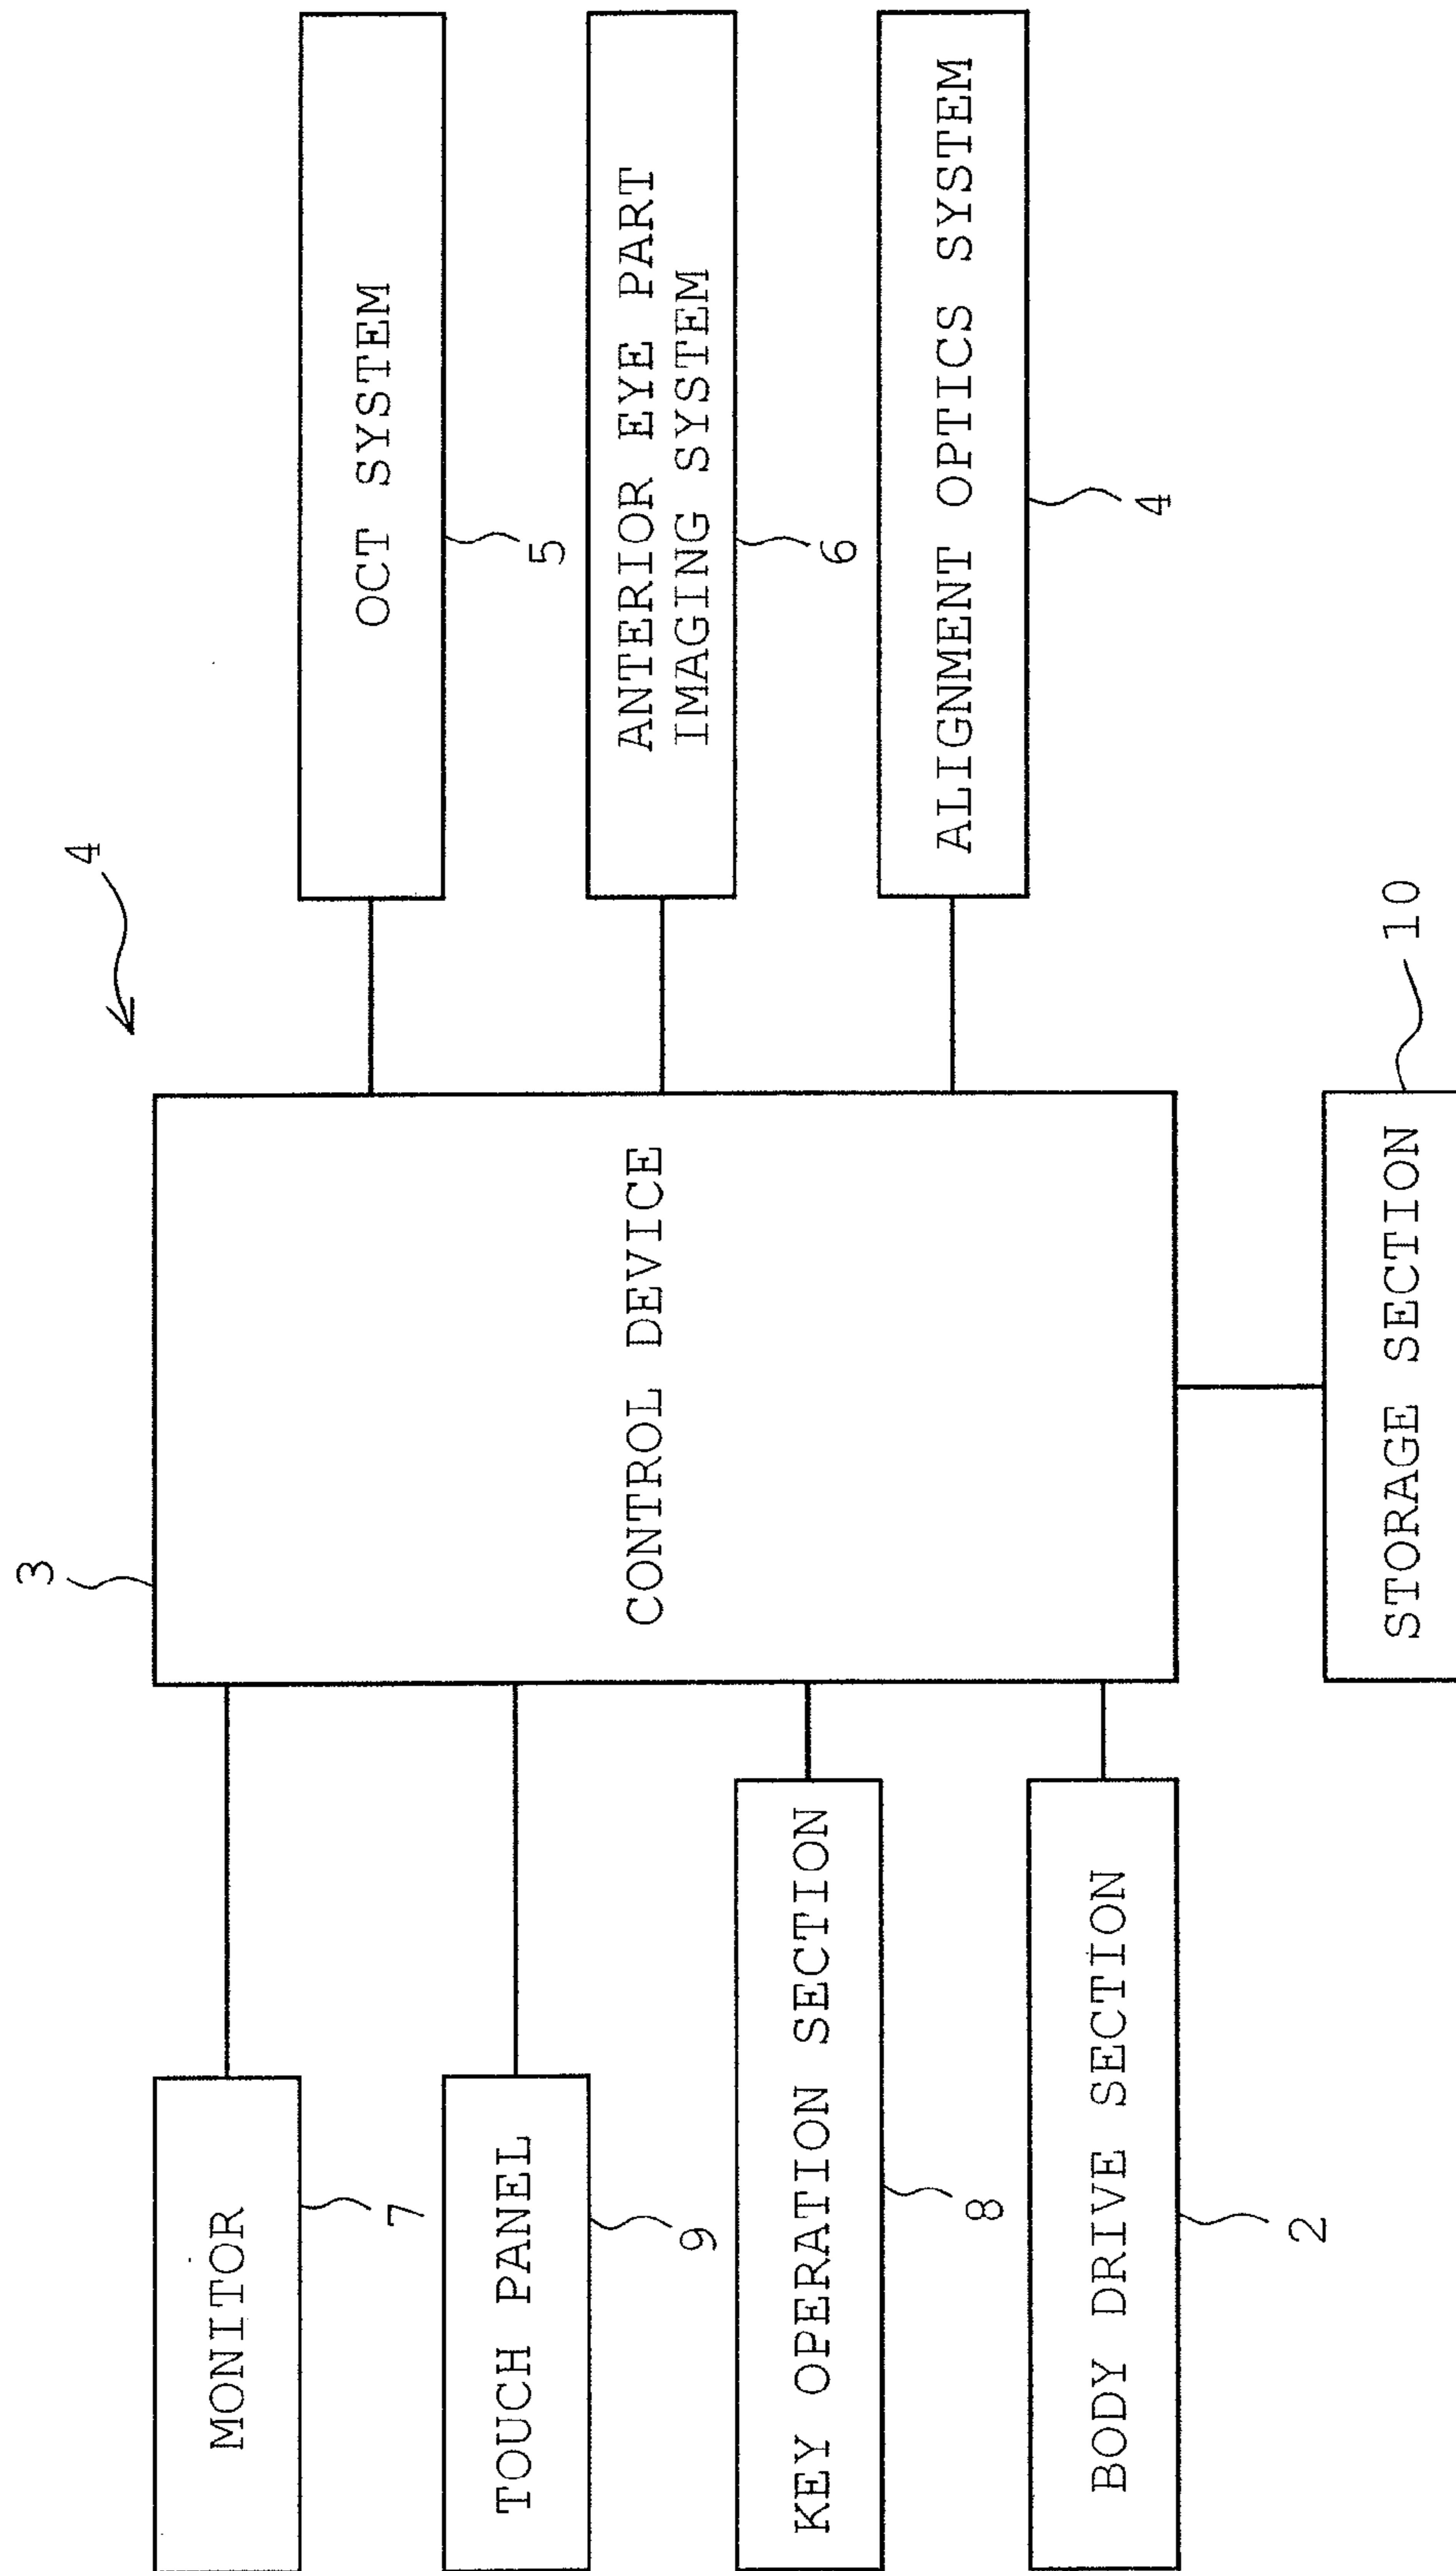 4
3
CONTROL DEVICE
MONITOR
7
TOUCH PANEL
9
KEY OPERATION SECTION
8
BODY DRIVE SECTION
2
OCT SYSTEM
5
ANTERIOR EYE PART
IMAGING SYSTEM
6
ALIGNMENT OPTICS SYSTEM
4
STORAGE SECTION
10